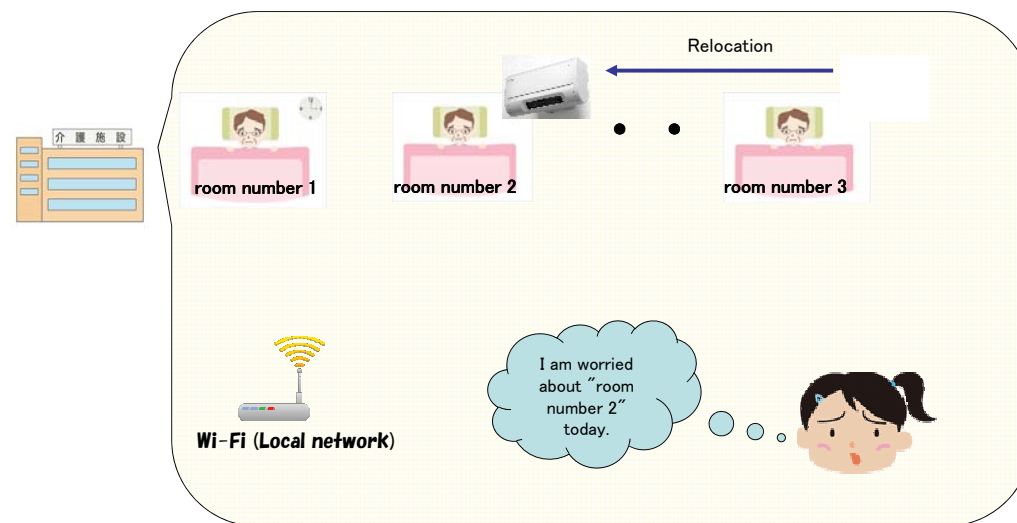 Relocation
介護施設
room number 1
room number 2
room number 3
I am worried
about "room
number 2"
today.
Wi-Fi (Local network)